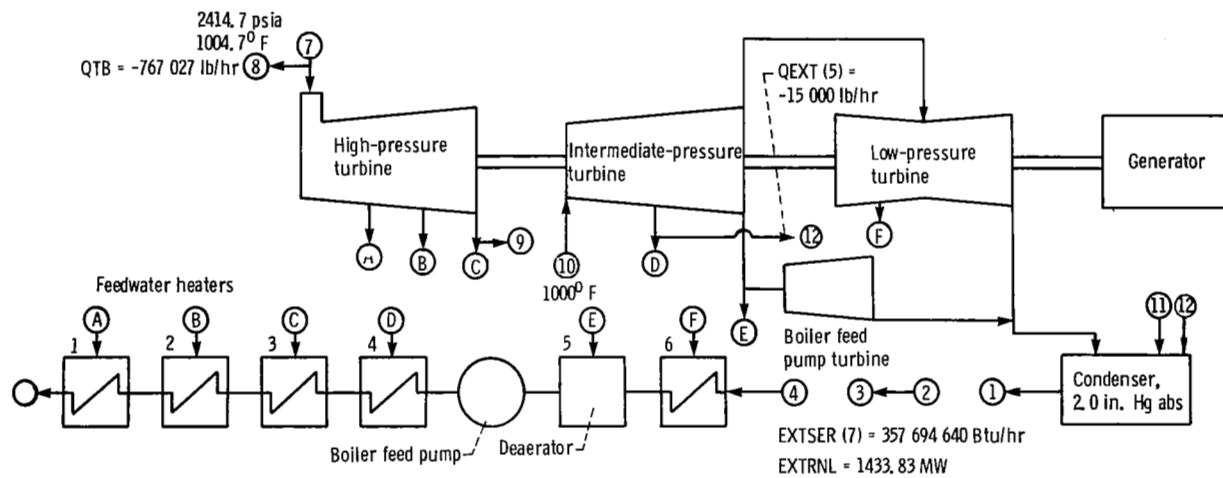 2414.7 psia
1004.7⁰ F
7
QTB = -767 027 lb/hr
8
QEXT (5) =
-15 000 lb/hr
High-pressure
turbine
Intermediate-pressure
turbine
Low-pressure
turbine
Generator
A
B
C
9
10
1000⁰ F
D
12
F
E
Boiler feed
pump turbine
11
12
Feedwater heaters
A
B
C
D
E
F
1
2
3
4
5
6
4
3
2
1
Condenser,
2.0 in. Hg abs
Boiler feed pump
Deaerator
EXTSER (7) = 357 694 640 Btu/hr
EXTRNL = 1433.83 MW